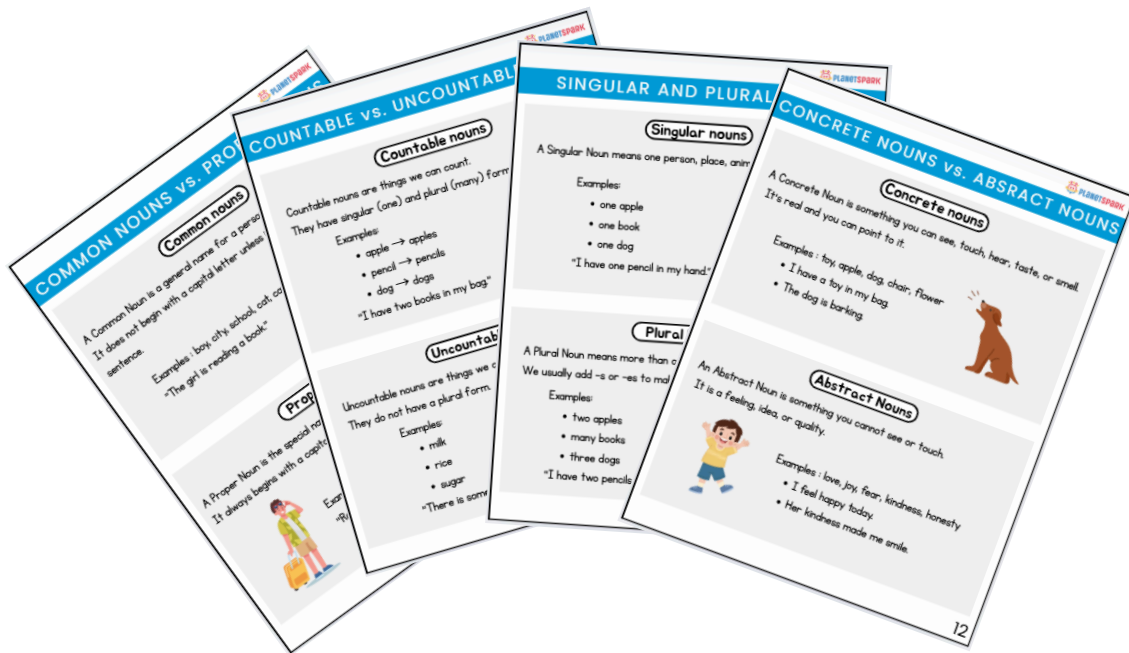 PLANETSPARK
COMMON NOUNS vs. PROP
Common nouns
A Common Noun is a general name for a perso
It does not begin with a capital letter unless
sentence.
Examples : boy, city, school, cat, ca
"The girl is reading a book."
Prop
A Proper Noun is the special na
It always begins with a capita
Exar
"R
PLANETSPARK
COUNTABLE vs. UNCOUNTABLE
Countable nouns
Countable nouns are things we can count.
They have singular (one) and plural (many) form
Examples:
• apple → apples
• pencil → pencils
• dog → dogs
"I have two books in my bag."
Uncountab
Uncountable nouns are things we c
They do not have a plural form.
Examples:
• milk
• rice
• sugar
"There is som
PLANETSPARK
SINGULAR AND PLURAL
Singular nouns
A Singular Noun means one person, place, anim
Examples:
• one apple
• one book
• one dog
"I have one pencil in my hand."
Plural
A Plural Noun means more than o
We usually add -s or -es to mak
Examples:
• two apples
• many books
• three dogs
"I have two pencils
PLANETSPARK
CONCRETE NOUNS vs. ABSRACT NOUNS
Concrete nouns
A Concrete Noun is something you can see, touch, hear, taste, or smell.
It's real and you can point to it.
Examples : toy, apple, dog, chair, flower
• I have a toy in my bag.
• The dog is barking.
Abstract Nouns
An Abstract Noun is something you cannot see or touch.
It is a feeling, idea, or quality.
Examples : love, joy, fear, kindness, honesty
• I feel happy today.
• Her kindness made me smile.
12